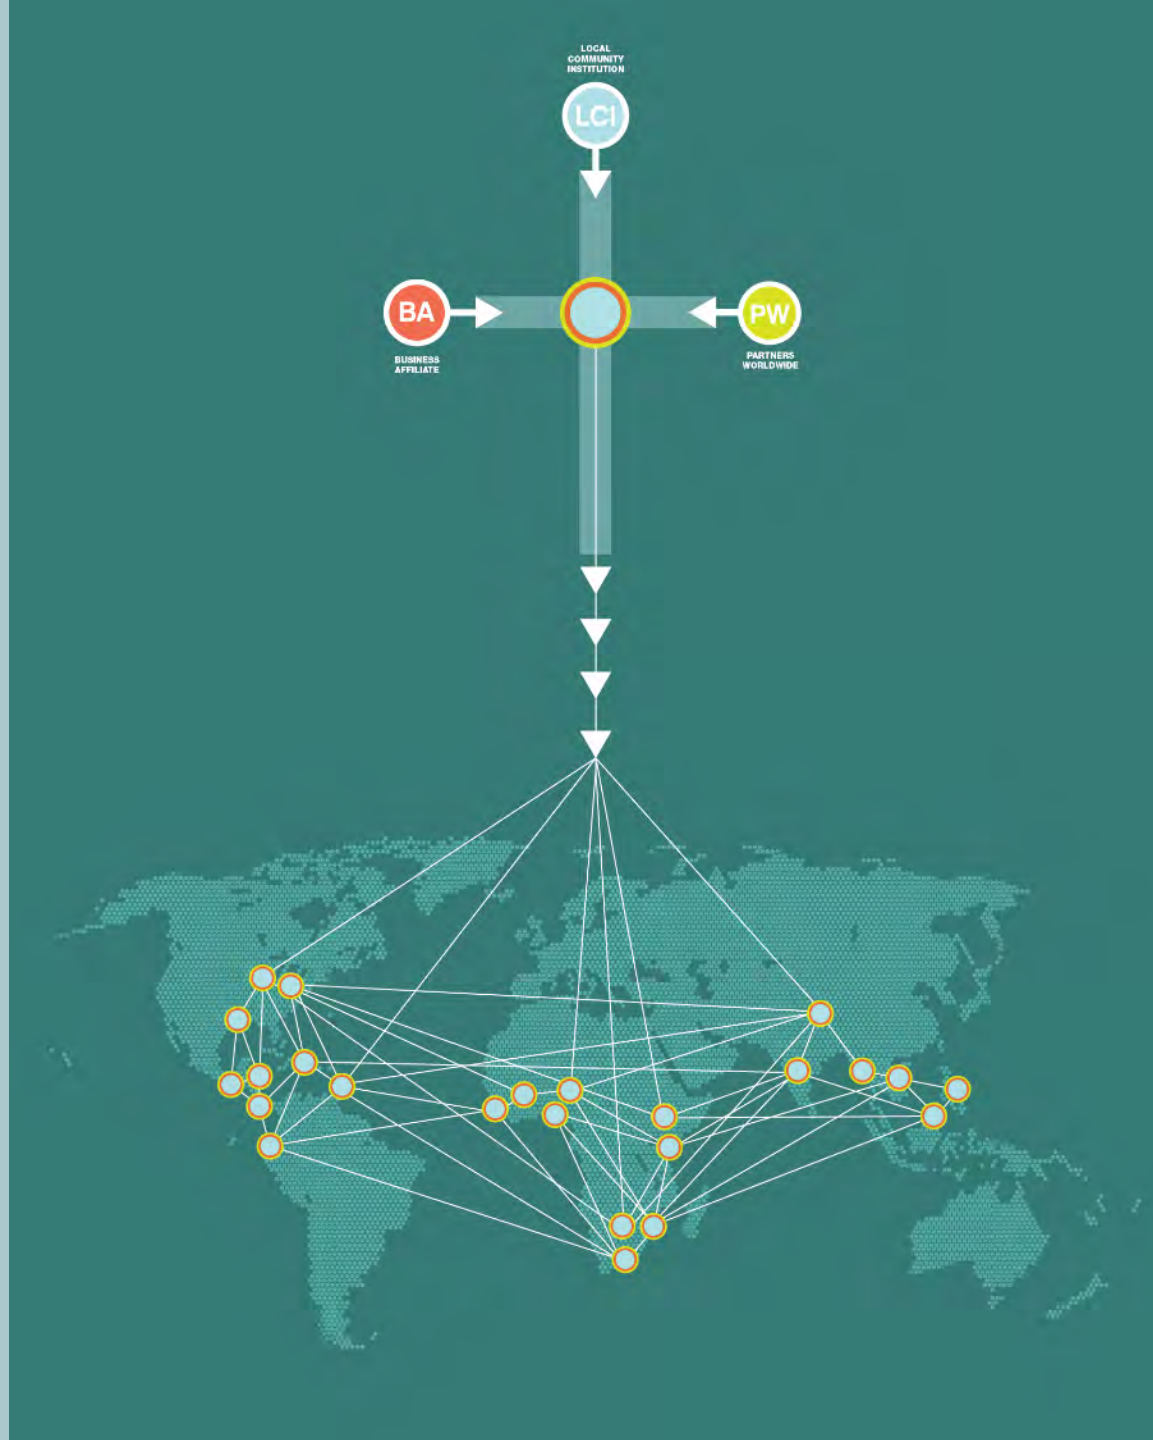 LOCAL
COMMUNITY
INSTITUTION
LCI
BA
PW
BUSINESS
AFFILIATE
PARTNERS
WORLDWIDE